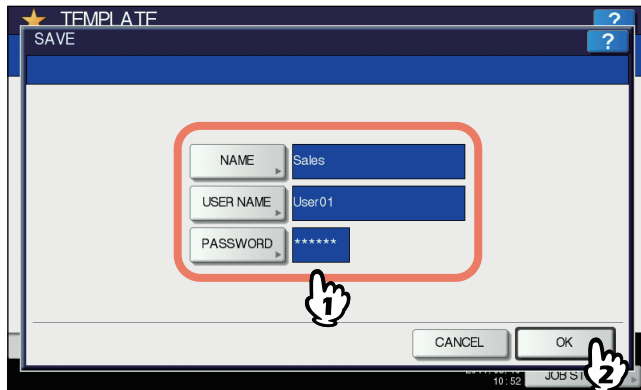 TEMPLATE ?
SAVE ?
NAME Sales
USER NAME User01
PASSWORD ******
1
CANCEL OK
2
10:52 JOB ST